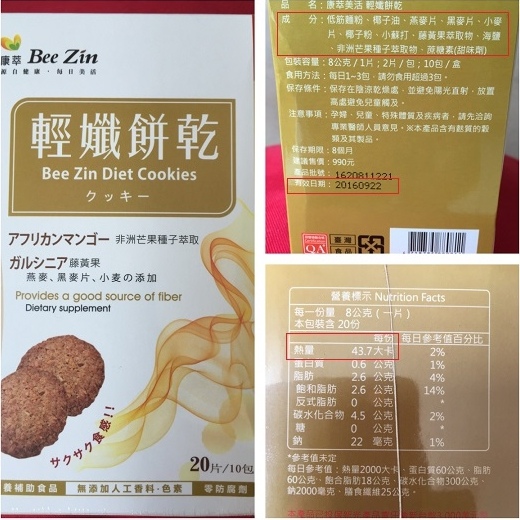 康萃
Bee Zin
源自健康，每日美活
輕孅餅乾
Bee Zin Diet Cookies
クッキー
アフリカンマンゴー 非洲芒果種子萃取
ガルシニア 藤黃果
燕麥、黑麥片、小麥の添加
Provides a good source of fiber
Dietary supplement
サクサク食感!!
20片/10包
養補助食品 無添加人工香料·色素 零防腐劑
康萃美活 輕孅餅乾
成 分：低筋麵粉、椰子油、燕麥片、黑麥片、小麥
片、椰子粉、小蘇打、藤黃果萃取物、海鹽
、非洲芒果種子萃取物、蔗糖素(甜味劑)
包裝容量：8公克/1片；2片/包；10包/盒
食用方法：每日1~3包，請勿食用超過3包。
保存條件：保存在陰涼乾燥處，並避免陽光直射，放置
高處避免兒童觸及。
注意事項：孕婦、兒童、特殊體質及疾病者，請先洽詢
專業醫師人員意見。※本產品含有麩質的穀
類及其製品。
保存期限：8個月
建議售價：990元
產品批號：1620811221
有效日期：20160922
QA
臺灣
食品
營養標示 Nutrition Facts
每一份量 8公克(一片)
本包裝含 20份
每份 每日參考值百分比
熱量 43.7大卡 2%
蛋白質 0.6 公克 1%
脂肪 2.6 公克 4%
飽和脂肪 2.6 公克 14%
反式脂肪 0 公克 *
碳水化合物 4.5 公克 2%
糖 0 公克 *
鈉 22 毫克 1%
*參考值未定
每日參考值：熱量2000大卡、蛋白質60公克、脂肪
60公克、飽合脂肪18公克、碳水化合物300公克、
鈉2000毫克、膳食纖維25公克。